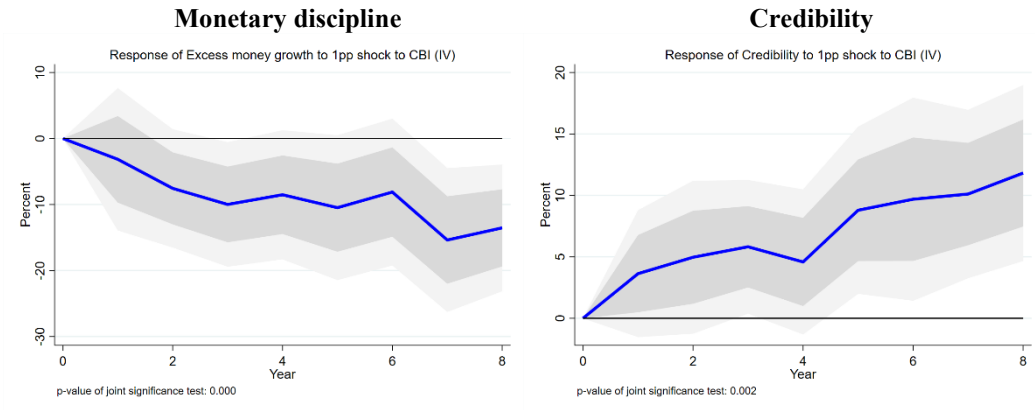 Monetary discipline
Response of Excess money growth to 1pp shock to CBI (IV)
10
0
-10
-20
-30
Percent
0 2 4 6 8
Year
p-value of joint significance test: 0.000
Credibility
Response of Credibility to 1pp shock to CBI (IV)
20
15
10
5
0
Percent
0 2 4 6 8
Year
p-value of joint significance test: 0.002